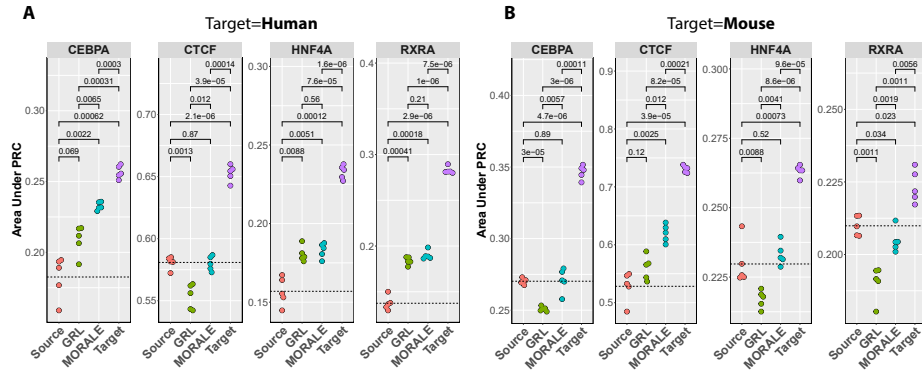 A
Target=Human
B
Target=Mouse
CEBPA
CTCF
HNF4A
RXRA
CEBPA
CTCF
HNF4A
RXRA
Area Under PRC
0.30
0.25
0.20
0.0003
0.00031
0.0065
0.00062
0.0022
0.069
Source
GRL
MORALE
Target
0.70
0.65
0.60
0.55
0.00014
3.9e-05
0.012
2.1e-06
0.87
0.0013
Source
GRL
MORALE
Target
0.30
0.25
0.20
0.15
1.6e-06
7.6e-05
0.56
0.00012
0.0051
0.0088
Source
GRL
MORALE
Target
0.4
0.3
0.2
7.5e-06
1e-06
0.21
2.9e-06
0.00018
0.00041
Source
GRL
MORALE
Target
Area Under PRC
0.40
0.35
0.30
0.25
0.00011
3e-06
0.0057
4.7e-06
0.89
3e-05
Source
GRL
MORALE
Target
0.9
0.8
0.7
0.6
0.5
0.00021
8.2e-05
0.012
3.9e-05
0.0025
0.12
Source
GRL
MORALE
Target
0.300
0.275
0.250
0.225
9.6e-05
8.6e-06
0.0041
0.00073
0.52
0.0088
Source
GRL
MORALE
Target
0.250
0.225
0.200
0.0056
0.0011
0.0019
0.023
0.034
0.0011
Source
GRL
MORALE
Target